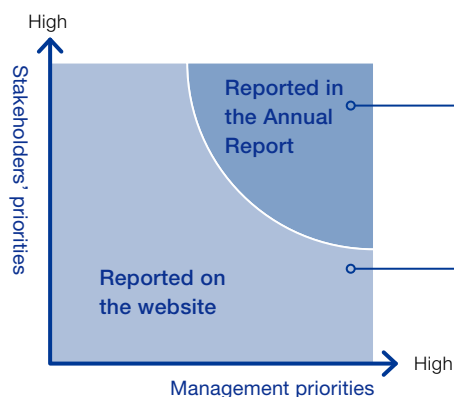 High
Stakeholders' priorities
Reported in
the Annual
Report
Reported on
the website
High
Management priorities